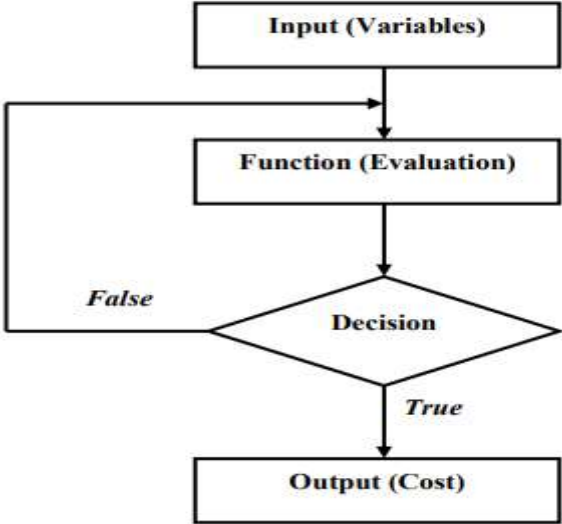 Input (Variables)
Function (Evaluation)
False
Decision
True
Output (Cost)